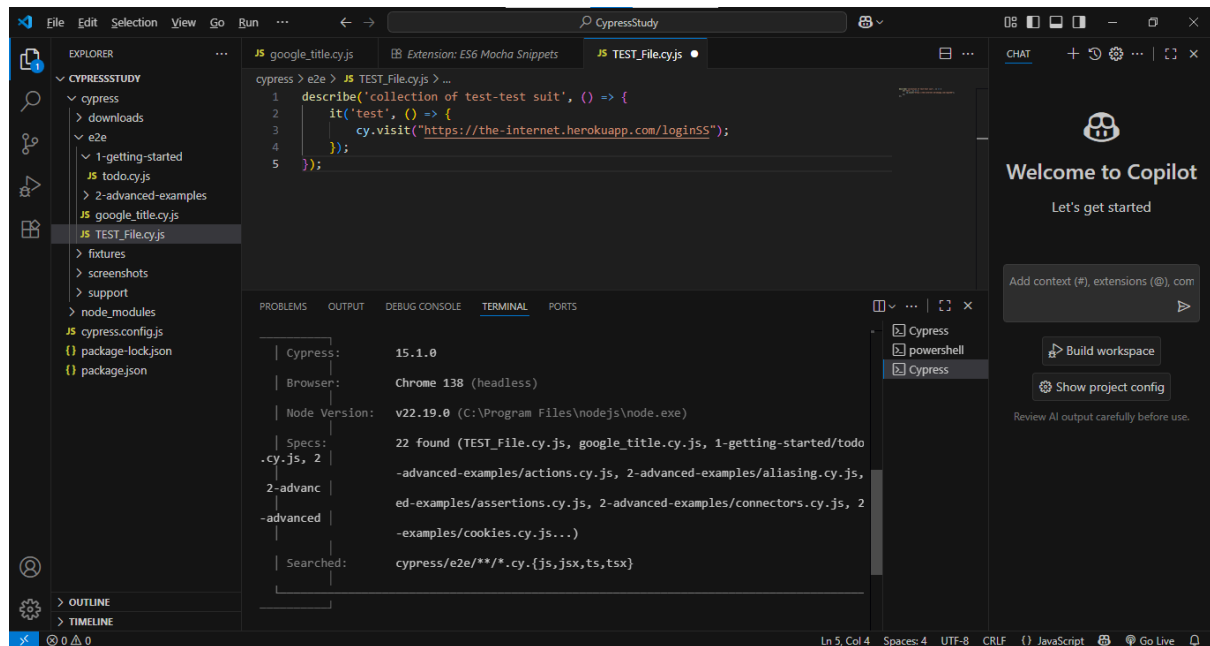 File Edit Selection View Go Run ··· ← → CypressStudy
EXPLORER ···
CYPRESSSTUDY
cypress
downloads
e2e
1-getting-started
JS todo.cy.js
2-advanced-examples
JS google_title.cy.js
JS TEST_File.cy.js
fixtures
screenshots
support
node_modules
JS cypress.config.js
{} package-lock.json
{} package.json
OUTLINE
TIMELINE
JS google_title.cy.js Extension: ES6 Mocha Snippets JS TEST_File.cy.js ●
cypress > e2e > JS TEST_File.cy.js > ...
1 describe('collection of test-test suit', () => {
2 it('test', () => {
3 cy.visit("https://the-internet.herokuapp.com/loginSS");
4 });
5 });
PROBLEMS OUTPUT DEBUG CONSOLE TERMINAL PORTS
Cypress: 15.1.0
Browser: Chrome 138 (headless)
Node Version: v22.19.0 (C:\Program Files\nodejs\node.exe)
Specs: 22 found (TEST_File.cy.js, google_title.cy.js, 1-getting-started/todo
.cy.js, 2
-advanced-examples/actions.cy.js, 2-advanced-examples/aliasing.cy.js,
2-advanc
ed-examples/assertions.cy.js, 2-advanced-examples/connectors.cy.js, 2
-advanced
-examples/cookies.cy.js...)
Searched: cypress/e2e/**/*.cy.{js,jsx,ts,tsx}
Cypress
powershell
Cypress
CHAT
Welcome to Copilot
Let's get started
Add context (#), extensions (@), com
Build workspace
Show project config
Review AI output carefully before use.
1
0 0 Ln 5, Col 4 Spaces: 4 UTF-8 CRLF {} JavaScript Go Live